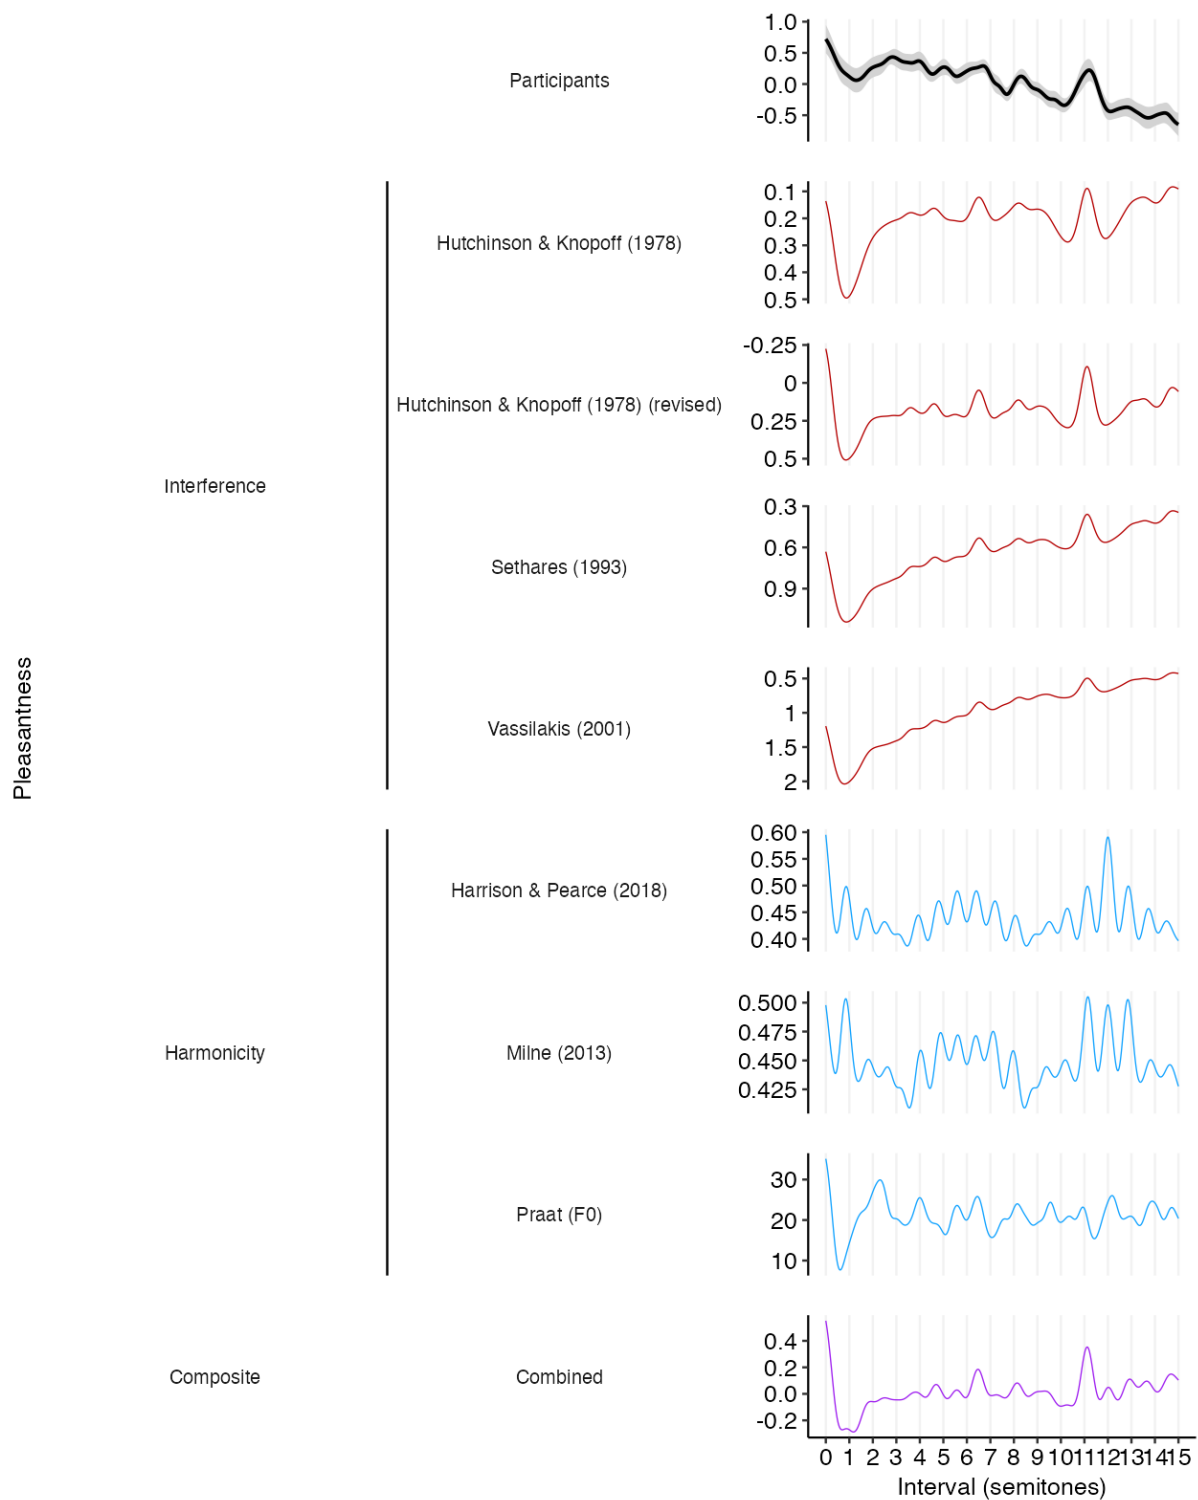 Pleasantness
Participants
1.0
0.5
0.0
-0.5
Interference
Hutchinson & Knopoff (1978)
0.1
0.2
0.3
0.4
0.5
Hutchinson & Knopoff (1978) (revised)
-0.25
0
0.25
0.5
Sethares (1993)
0.3
0.6
0.9
Vassilakis (2001)
0.5
1
1.5
2
Harmonicity
Harrison & Pearce (2018)
0.60
0.55
0.50
0.45
0.40
Milne (2013)
0.500
0.475
0.450
0.425
Praat (F0)
30
20
10
Composite
Combined
0.4
0.2
0.0
-0.2
0 1 2 3 4 5 6 7 8 9 10 11 12 13 14 15
Interval (semitones)